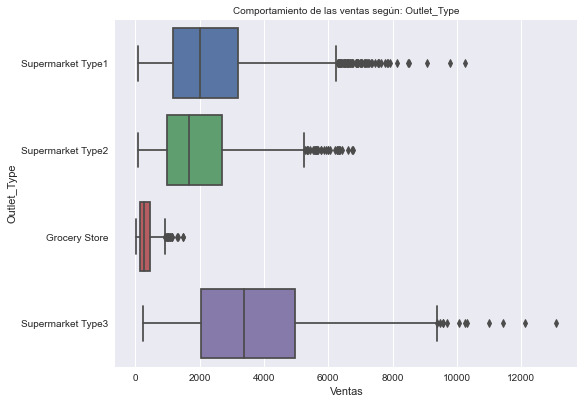 Comportamiento de las ventas según: Outlet_Type
Supermarket Type1
Supermarket Type2
Grocery Store
Supermarket Type3
Outlet_Type
0 2000 4000 6000 8000 10000 12000
Ventas